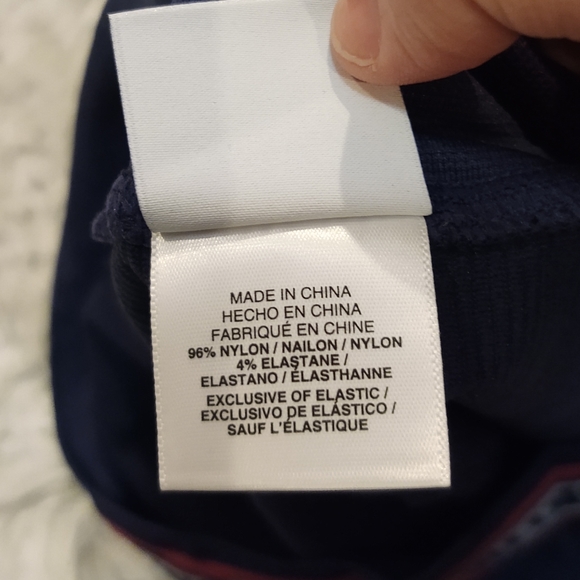 MADE IN CHINA
HECHO EN CHINA
FABRIQUÉ EN CHINE
96% NYLON / NAILON / NYLON
4% ELASTANE /
ELASTANO / ÉLASTHANNE
EXCLUSIVE OF ELASTIC /
EXCLUSIVO DE ELÁSTICO /
SAUF L'ÉLASTIQUE